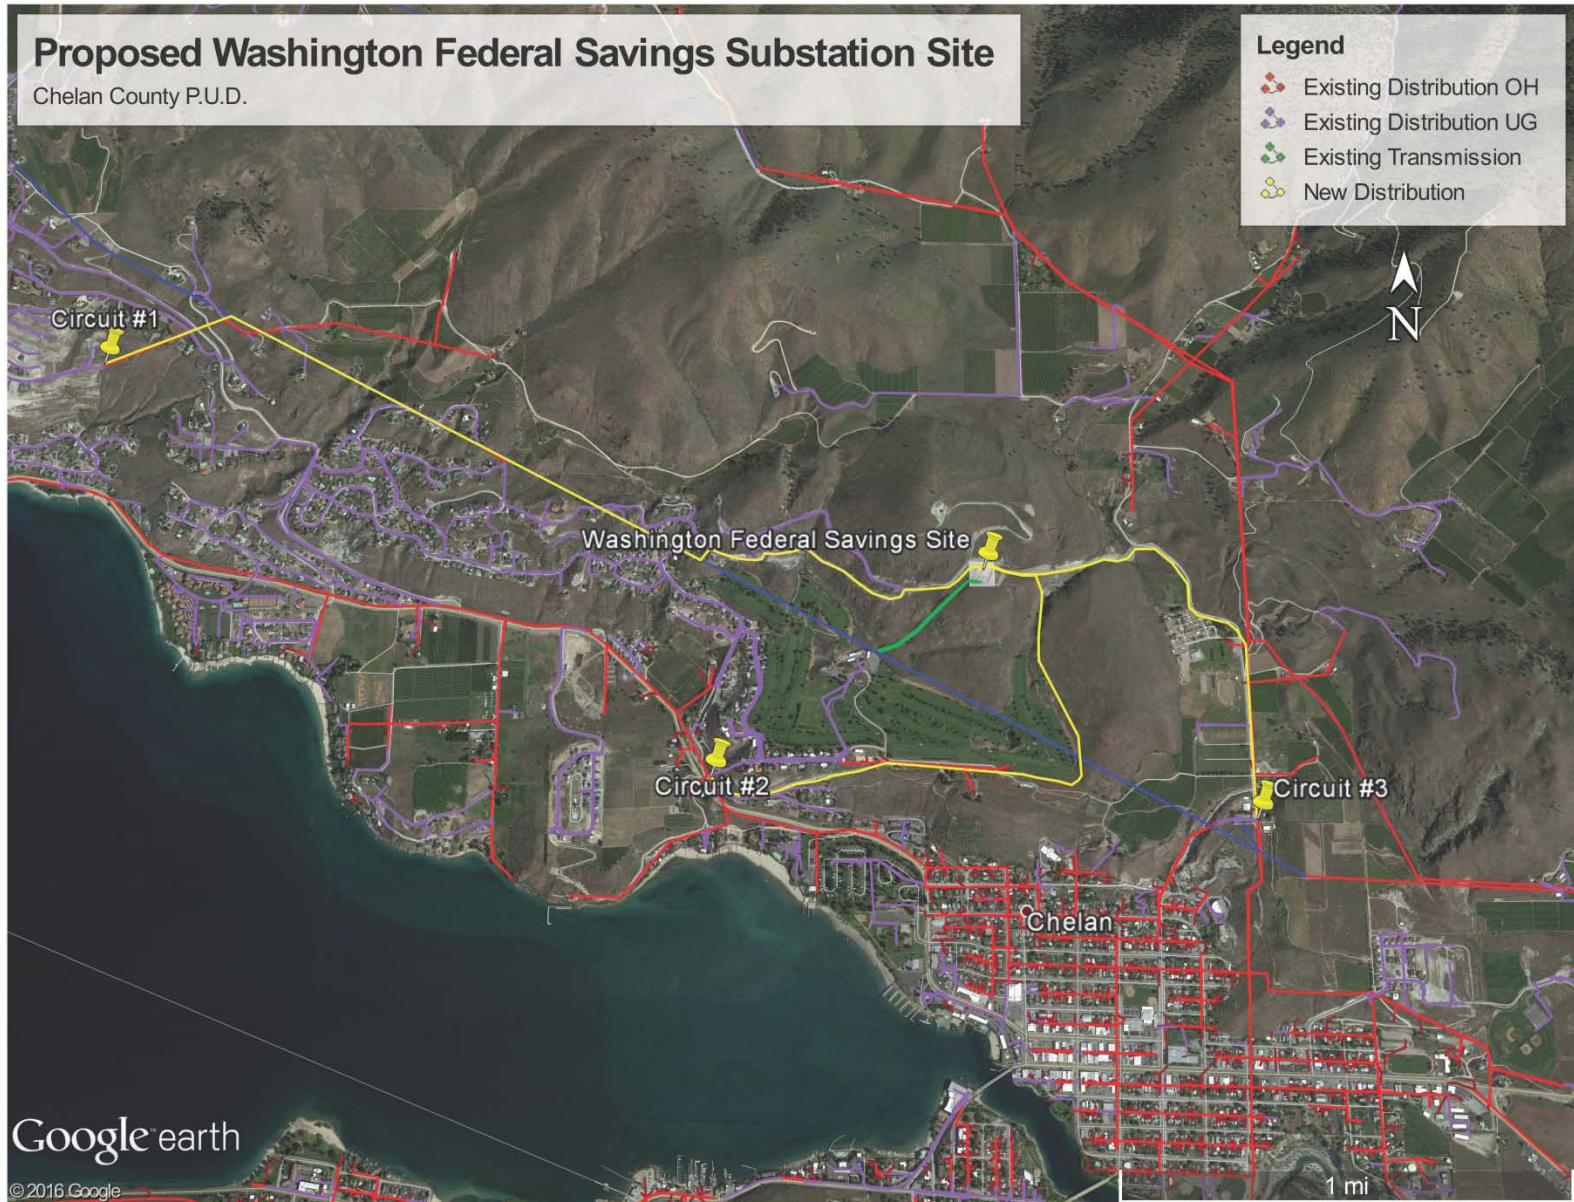 Proposed Washington Federal Savings Substation Site
Chelan County P.U.D.
Legend
Existing Distribution OH
Existing Distribution UG
Existing Transmission
New Distribution
N
Circuit #1
Washington Federal Savings Site
Circuit #2
Circuit #3
Chelan
Google earth
© 2016 Google
1 mi